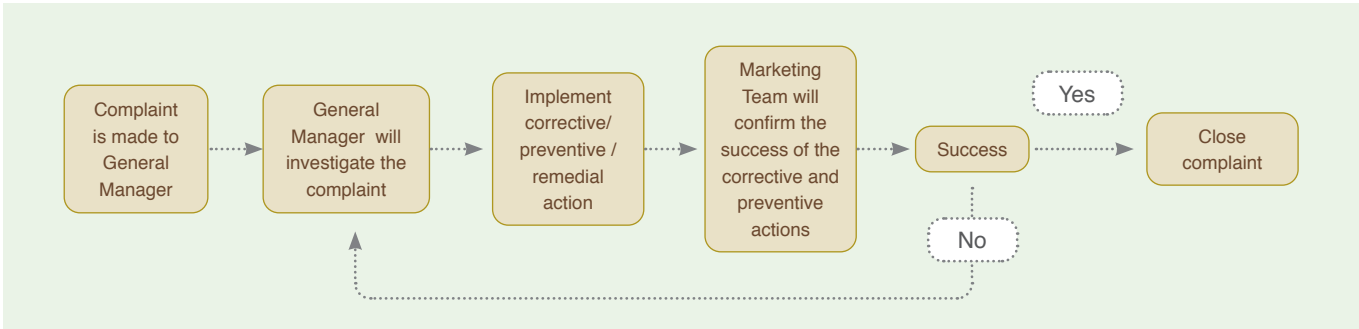 Complaint
is made to
General
Manager
General
Manager will
investigate the
complaint
Implement
corrective/
preventive /
remedial
action
Marketing
Team will
confirm the
success of the
corrective and
preventive
actions
Success
Yes
No
Close
complaint